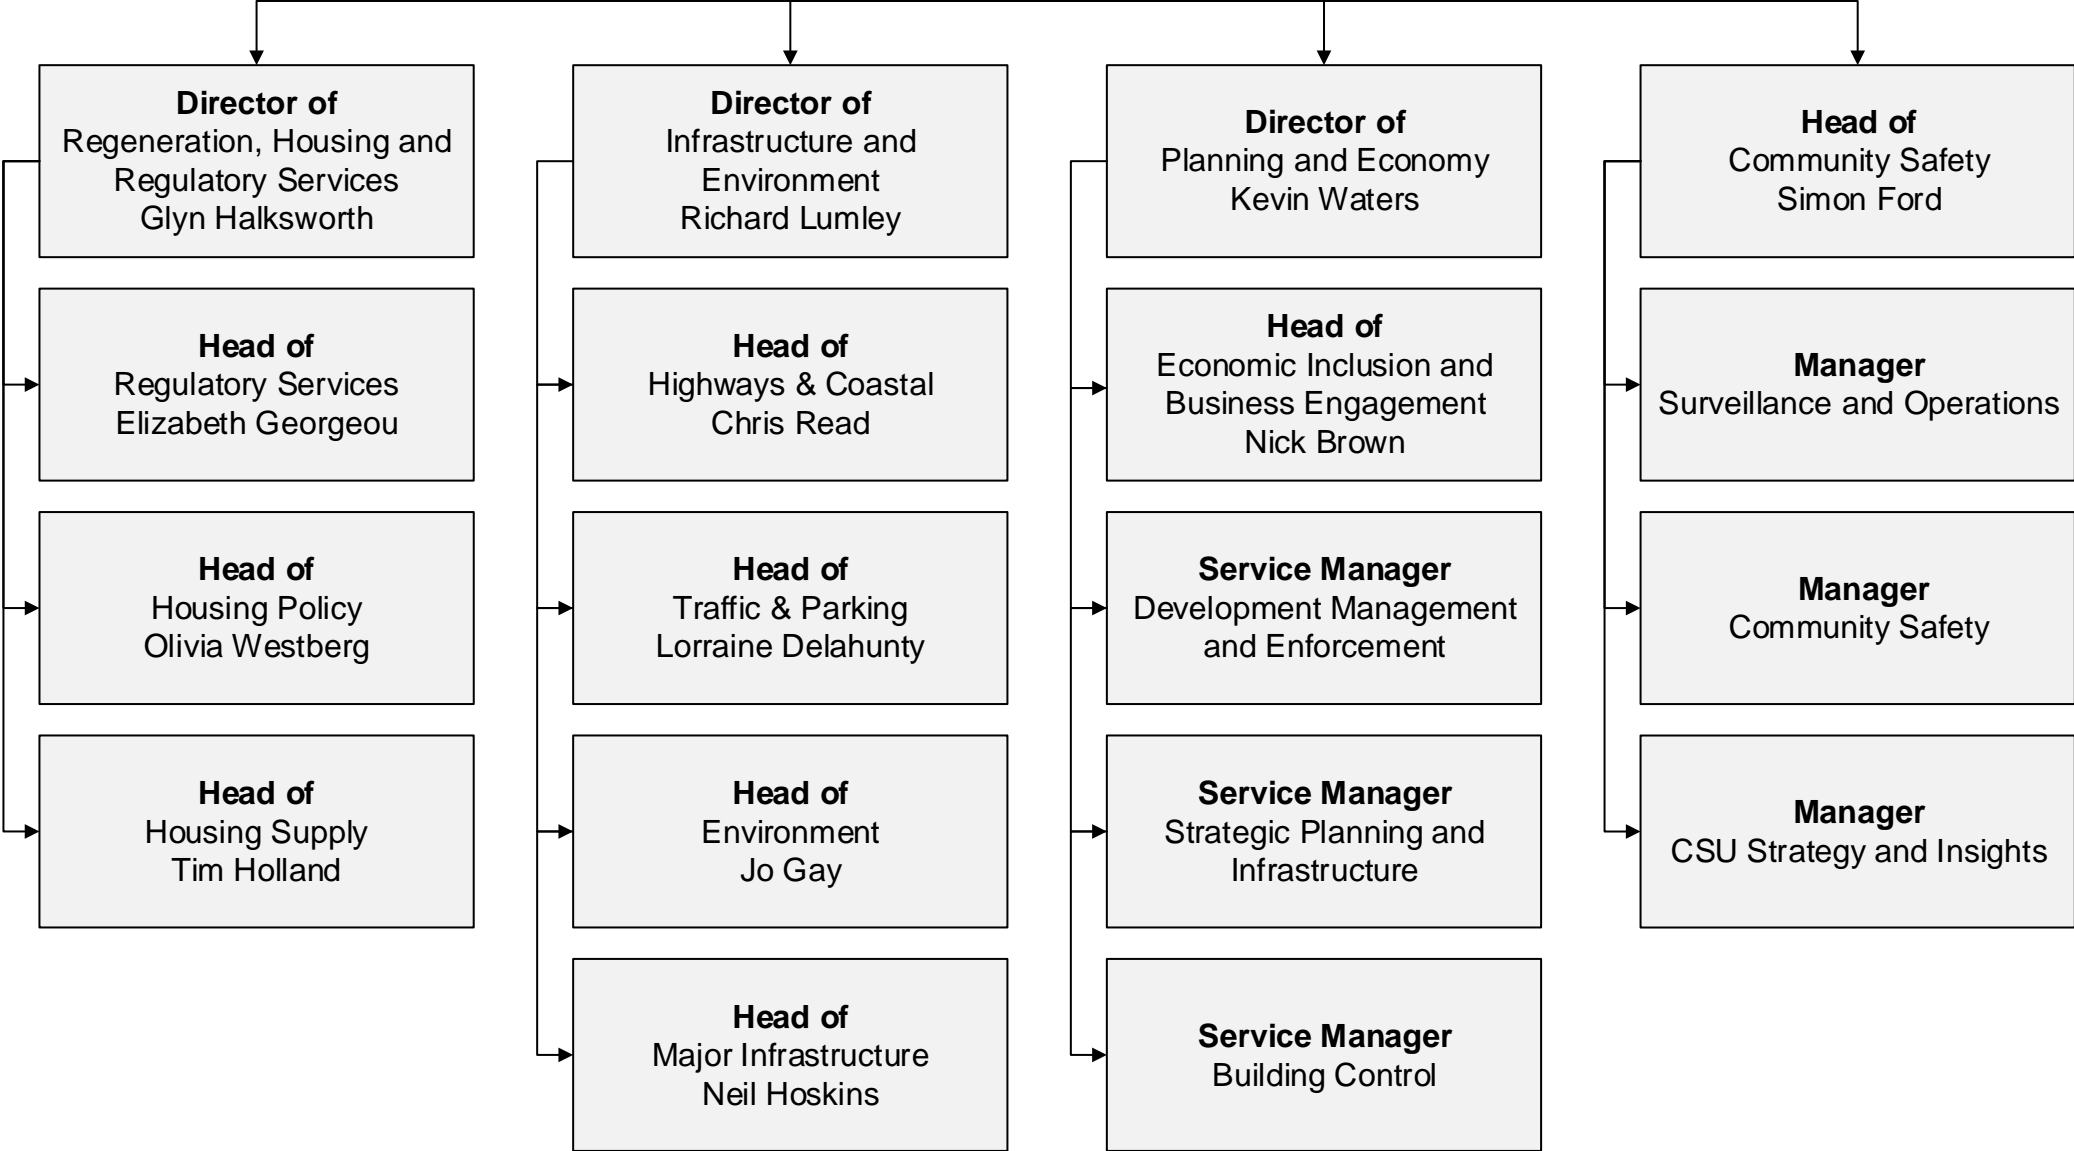 Director of
Regeneration, Housing and
Regulatory Services
Glyn Halksworth
Head of
Regulatory Services
Elizabeth Georgeou
Head of
Housing Policy
Olivia Westberg
Head of
Housing Supply
Tim Holland
Director of
Infrastructure and
Environment
Richard Lumley
Head of
Highways & Coastal
Chris Read
Head of
Traffic & Parking
Lorraine Delahunty
Head of
Environment
Jo Gay
Head of
Major Infrastructure
Neil Hoskins
Director of
Planning and Economy
Kevin Waters
Head of
Economic Inclusion and
Business Engagement
Nick Brown
Service Manager
Development Management
and Enforcement
Service Manager
Strategic Planning and
Infrastructure
Service Manager
Building Control
Head of
Community Safety
Simon Ford
Manager
Surveillance and Operations
Manager
Community Safety
Manager
CSU Strategy and Insights